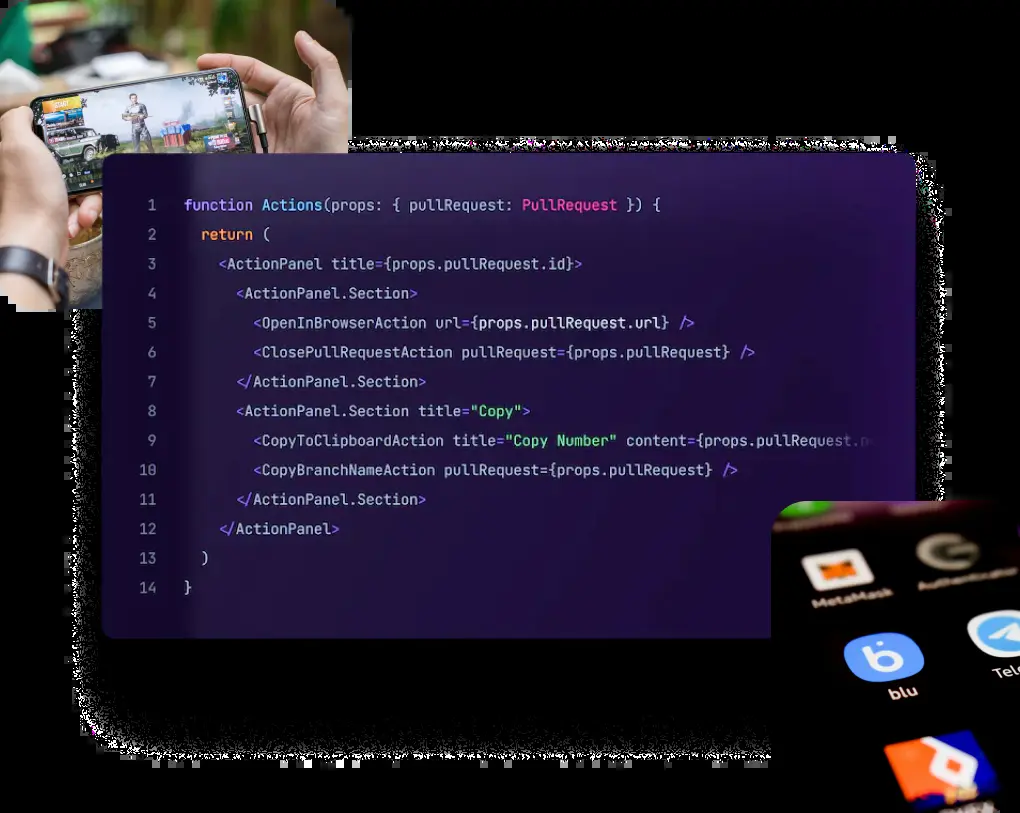 START
1 function Actions(props: { pullRequest: PullRequest }) {
2 return (
3 <ActionPanel title={props.pullRequest.id}>
4 <ActionPanel.Section>
5 <OpenInBrowserAction url={props.pullRequest.url} />
6 <ClosePullRequestAction pullRequest={props.pullRequest} />
7 </ActionPanel.Section>
8 <ActionPanel.Section title="Copy">
9 <CopyToClipboardAction title="Copy Number" content={props.pullRequest.n
10 <CopyBranchNameAction pullRequest={props.pullRequest} />
11 </ActionPanel.Section>
12 </ActionPanel>
13 )
14 }
MetaMask
Authenticator
blu
Tele